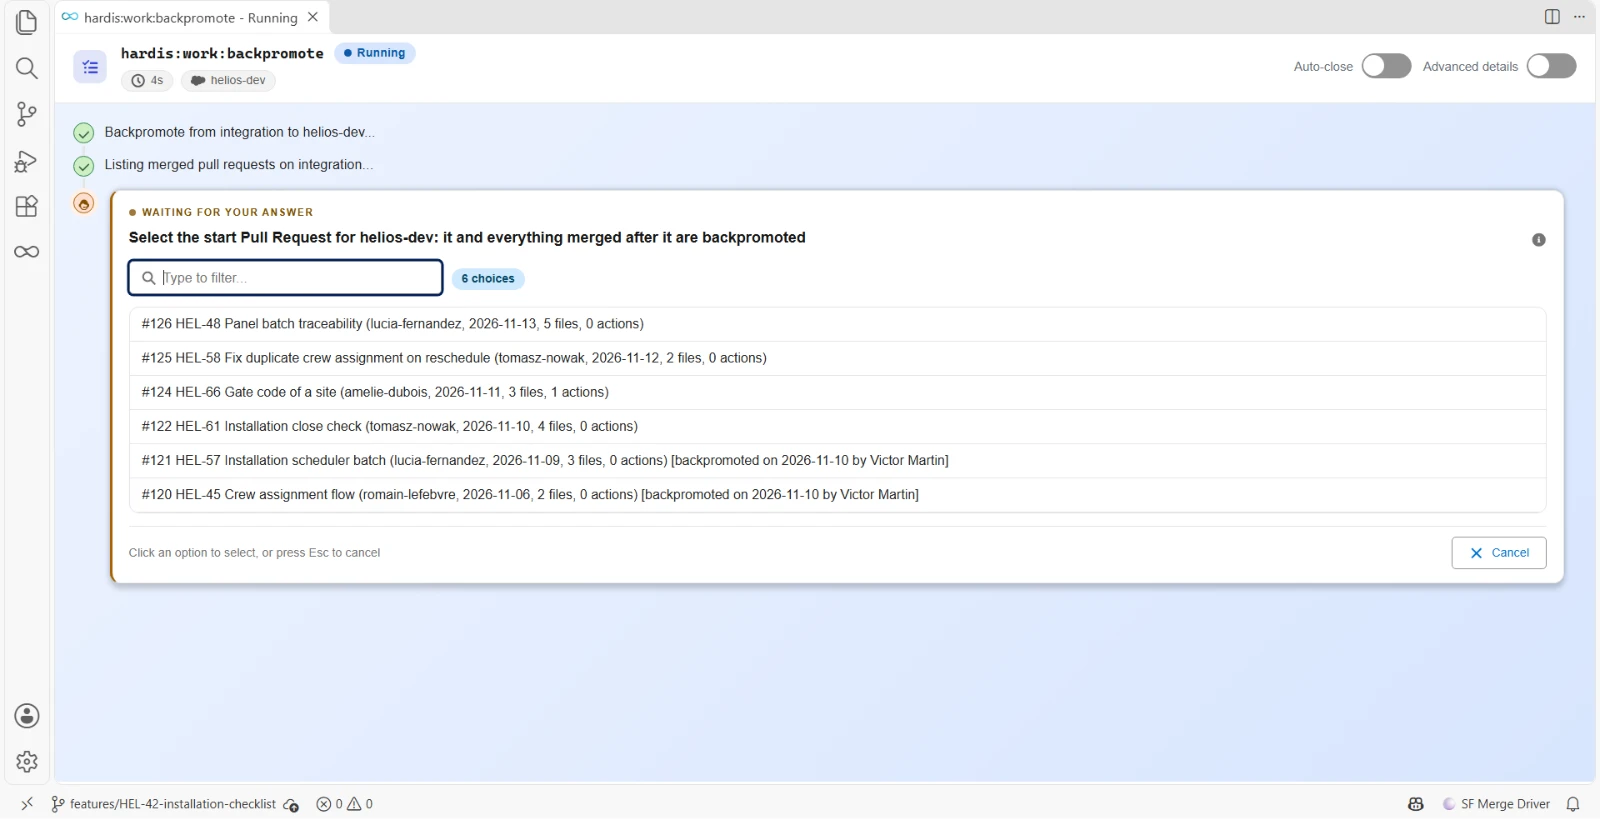 hardis:work:backpromote - Running
hardis:work:backpromote
Running
4s
helios-dev
Auto-close
Advanced details
Backpromote from integration to helios-dev...
Listing merged pull requests on integration...
WAITING FOR YOUR ANSWER
Select the start Pull Request for helios-dev: it and everything merged after it are backpromoted
Type to filter...
6 choices
#126 HEL-48 Panel batch traceability (lucia-fernandez, 2026-11-13, 5 files, 0 actions)
#125 HEL-58 Fix duplicate crew assignment on reschedule (tomasz-nowak, 2026-11-12, 2 files, 0 actions)
#124 HEL-66 Gate code of a site (amelie-dubois, 2026-11-11, 3 files, 1 actions)
#122 HEL-61 Installation close check (tomasz-nowak, 2026-11-10, 4 files, 0 actions)
#121 HEL-57 Installation scheduler batch (lucia-fernandez, 2026-11-09, 3 files, 0 actions) [backpromoted on 2026-11-10 by Victor Martin]
#120 HEL-45 Crew assignment flow (romain-lefebvre, 2026-11-06, 2 files, 0 actions) [backpromoted on 2026-11-10 by Victor Martin]
Click an option to select, or press Esc to cancel
Cancel
features/HEL-42-installation-checklist
0
0
SF Merge Driver